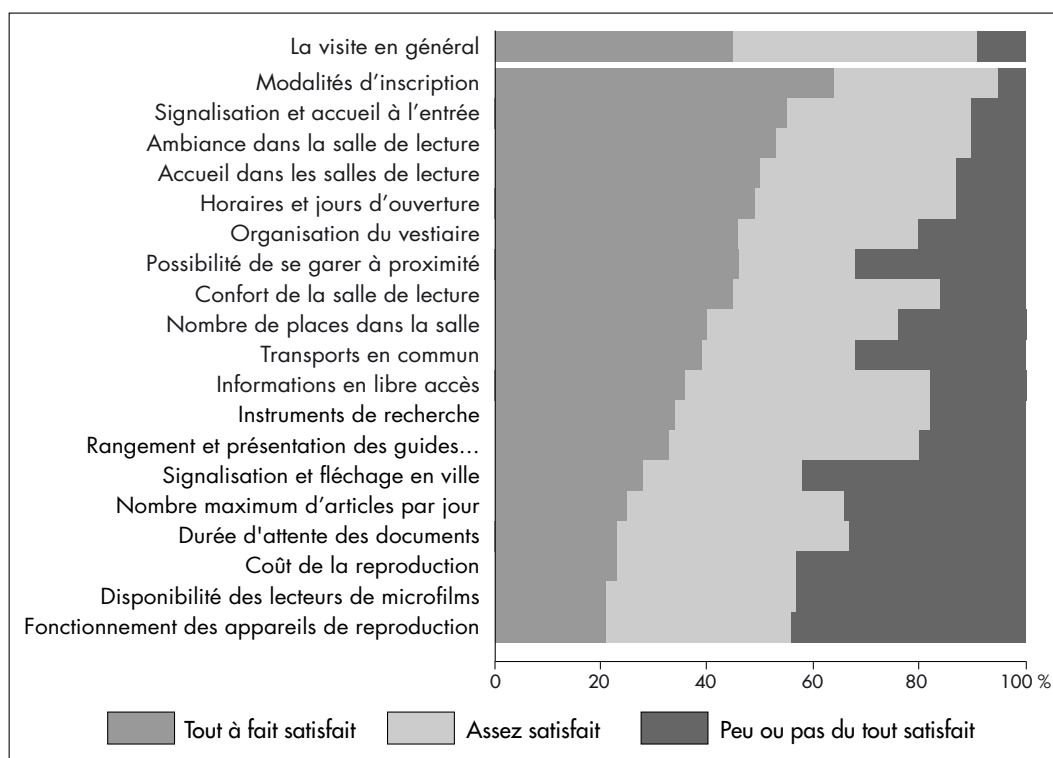 La visite en général
Modalités d’inscription
Signalisation et accueil à l’entrée
Ambiance dans la salle de lecture
Accueil dans les salles de lecture
Horaires et jours d’ouverture
Organisation du vestiaire
Possibilité de se garer à proximité
Confort de la salle de lecture
Nombre de places dans la salle
Transports en commun
Informations en libre accès
Instruments de recherche
Rangement et présentation des guides...
Signalisation et fléchage en ville
Nombre maximum d’articles par jour
Durée d'attente des documents
Coût de la reproduction
Disponibilité des lecteurs de microfilms
Fonctionnement des appareils de reproduction
0 20 40 60 80 100 %
Tout à fait satisfait Assez satisfait Peu ou pas du tout satisfait